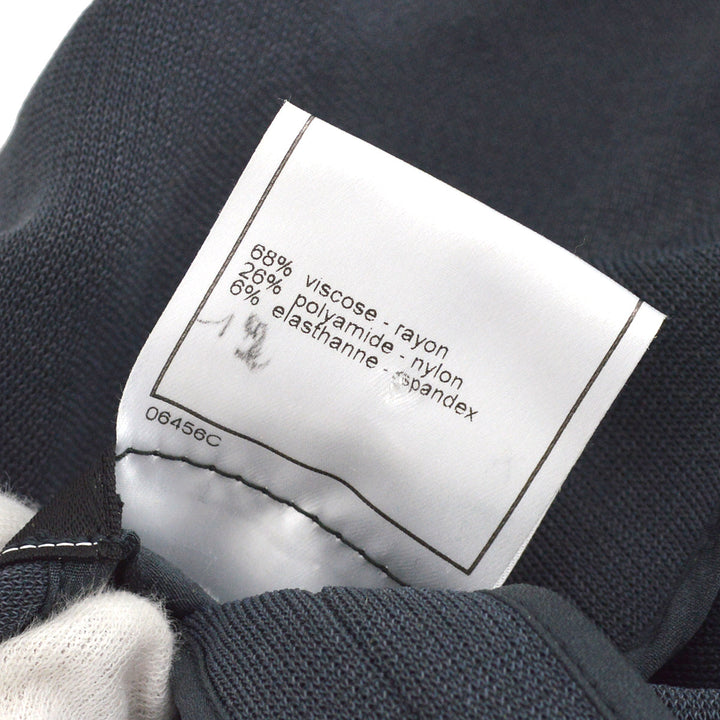 68% viscose - rayon
26% polyamide - nylon
6% elasthanne - spandex
06456C